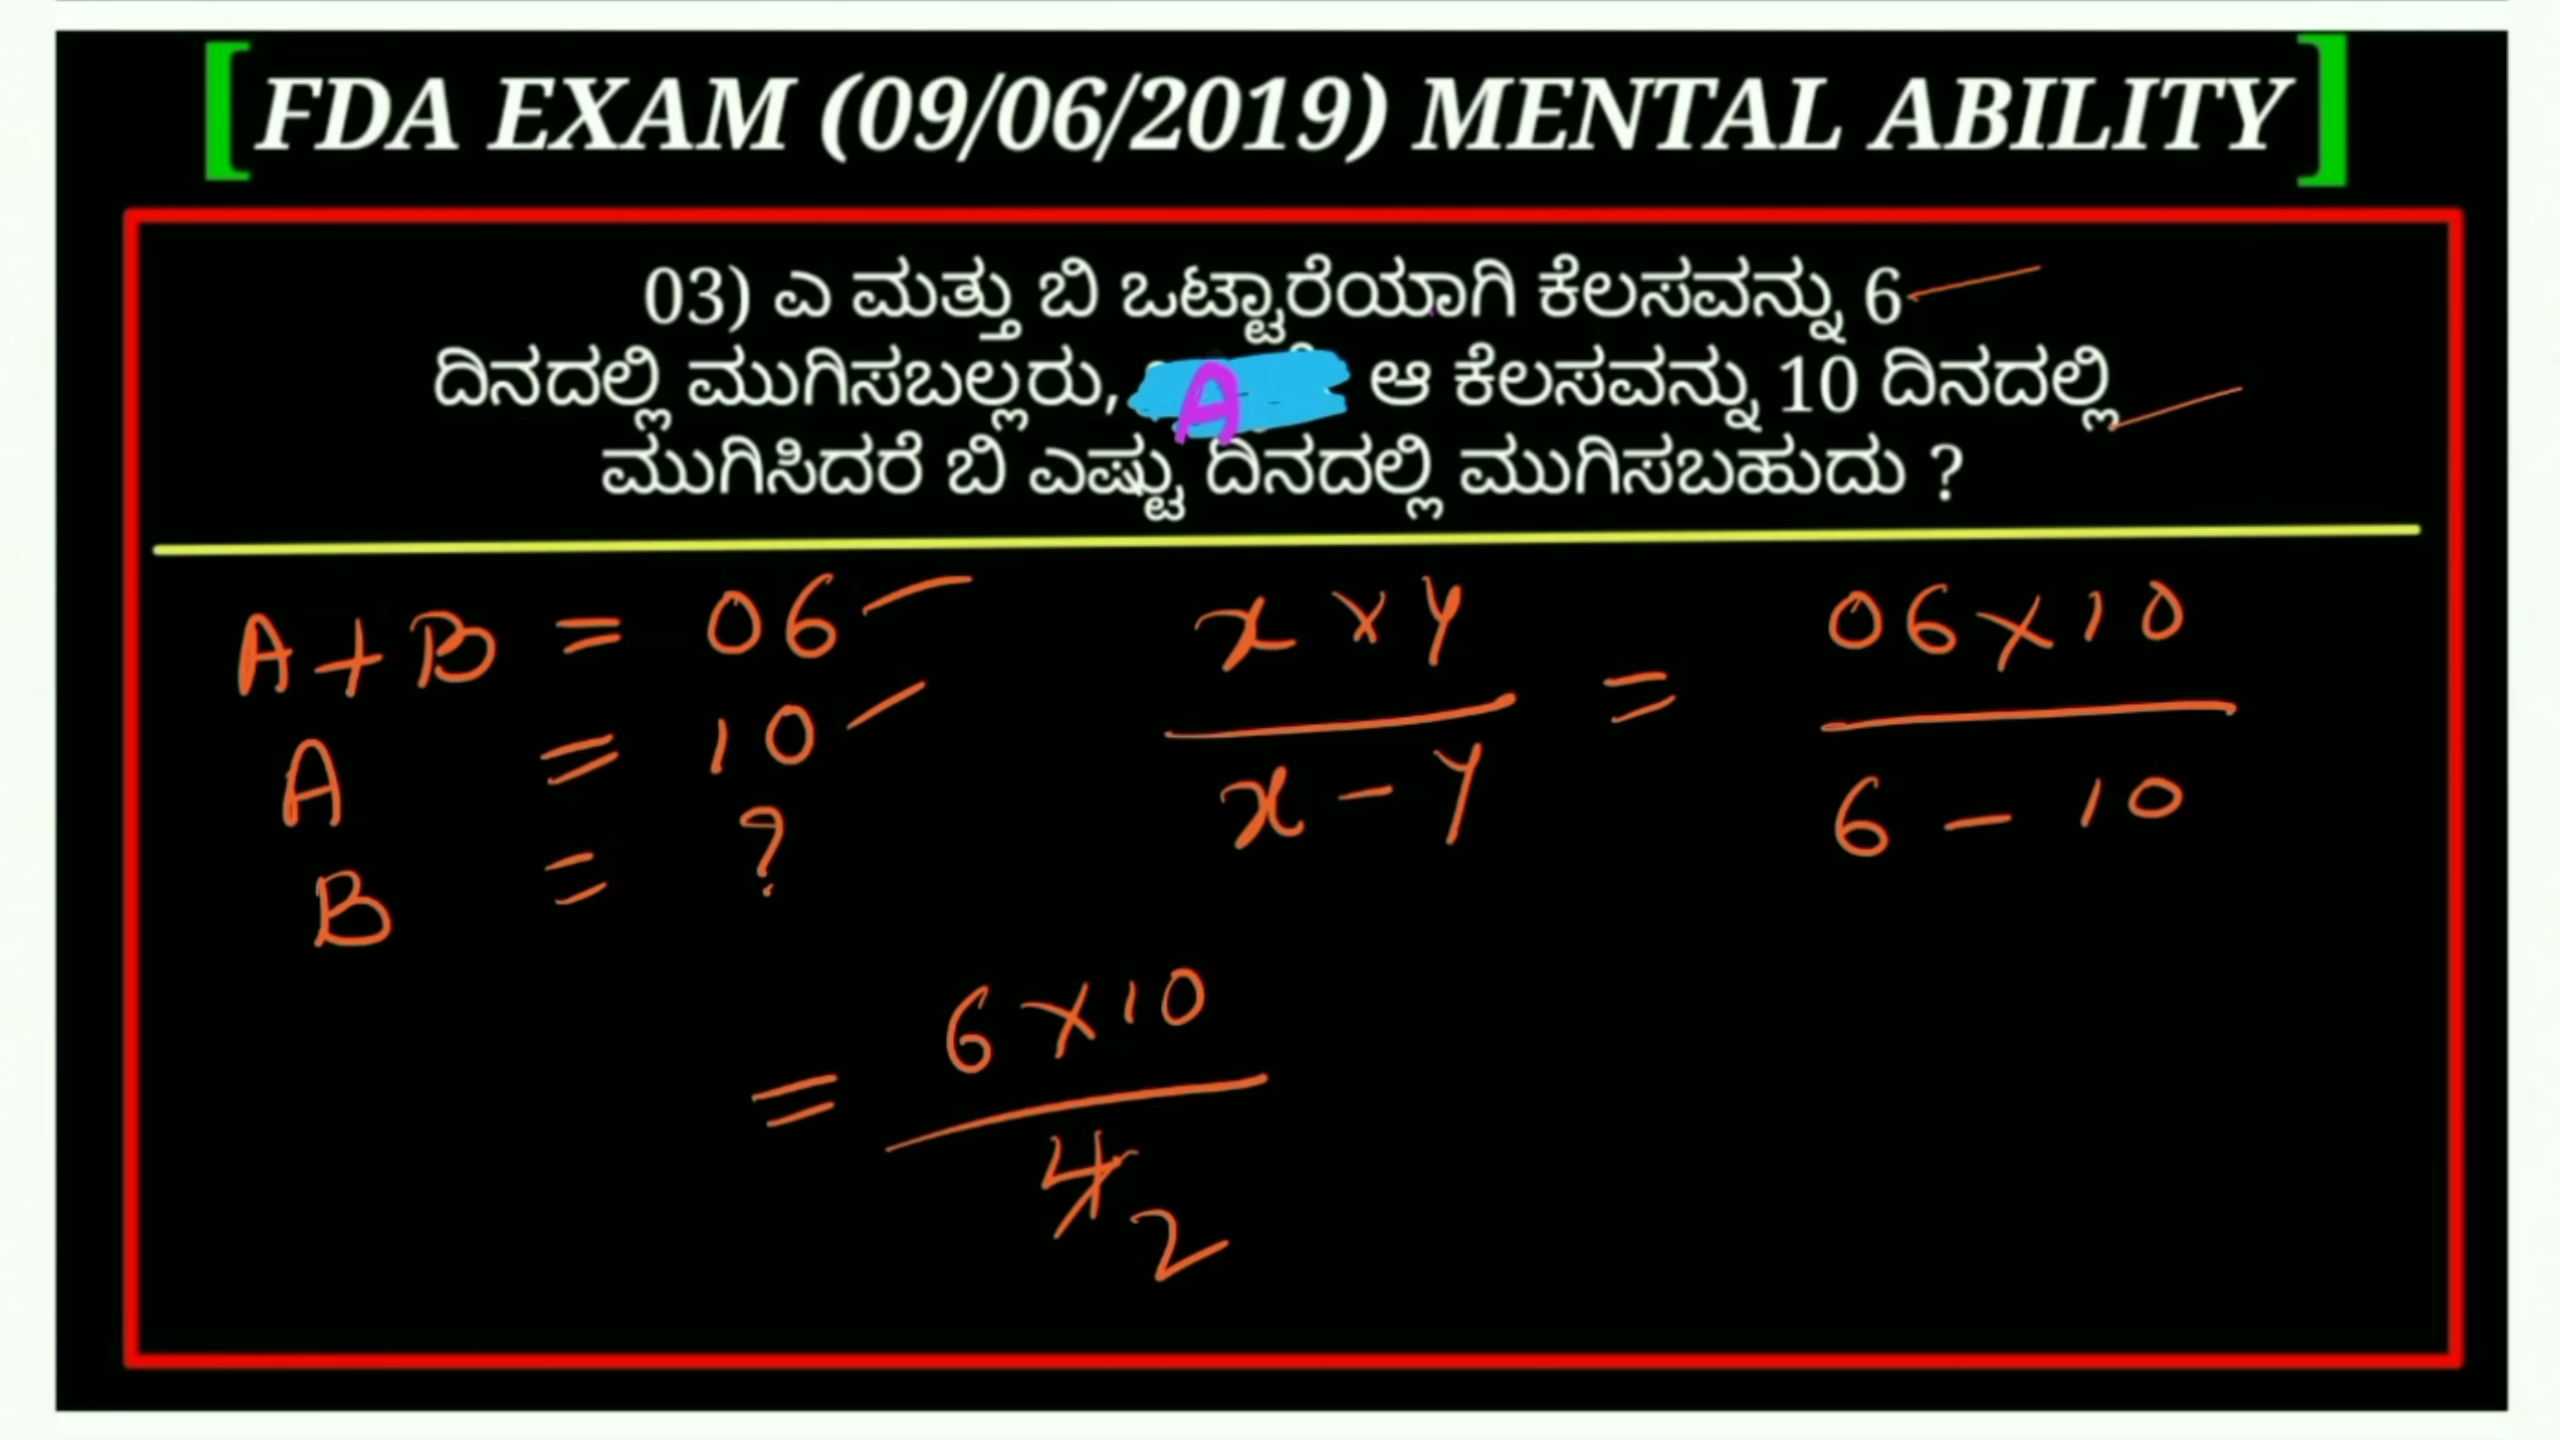 [FDA EXAM (09/06/2019) MENTAL ABILITY]
03) ಎ ಮತ್ತು ಬಿ ಒಟ್ಟಾರೆಯಾಗಿ ಕೆಲಸವನ್ನು 6
ದಿನದಲ್ಲಿ ಮುಗಿಸಬಲ್ಲರು, A ಆ ಕೆಲಸವನ್ನು 10 ದಿನದಲ್ಲಿ
ಮುಗಿಸಿದರೆ ಬಿ ಎಷ್ಟು ದಿನದಲ್ಲಿ ಮುಗಿಸಬಹುದು ?
A+B = 06
A = 10
B = ?
x × y
x - y
=
06×10
6 - 10
= 6×10
4 2